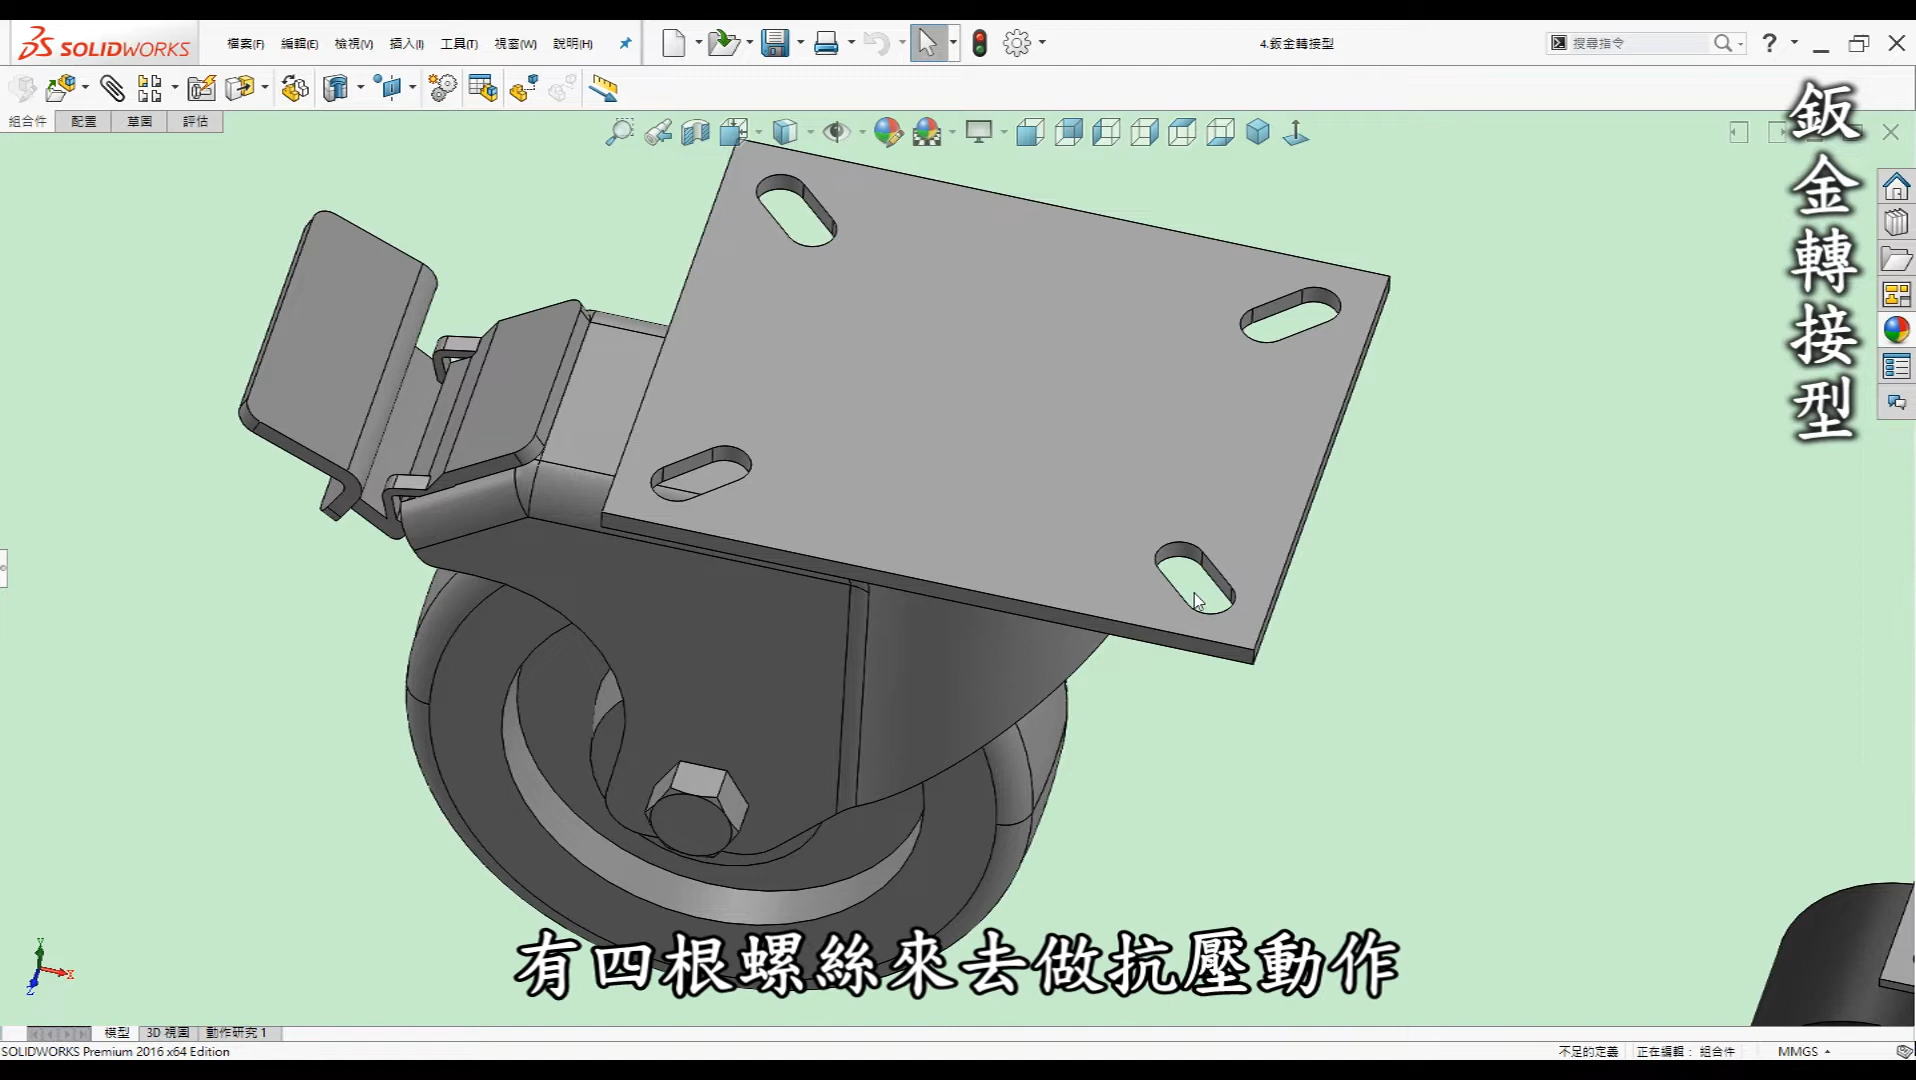 SOLIDWORKS
檔案(F) 編輯(E) 檢視(V) 插入(I) 工具(T) 視窗(W) 說明(H)
4.鈑金轉接型
搜尋指令
?
組合件 配置 草圖 評估
鈑金轉接型
有四根螺絲來去做抗壓動作
Y
X
Z
模型 3D 視圖 動作研究 1
SOLIDWORKS Premium 2016 x64 Edition
不足的定義 正在編輯: 組合件 MMGS